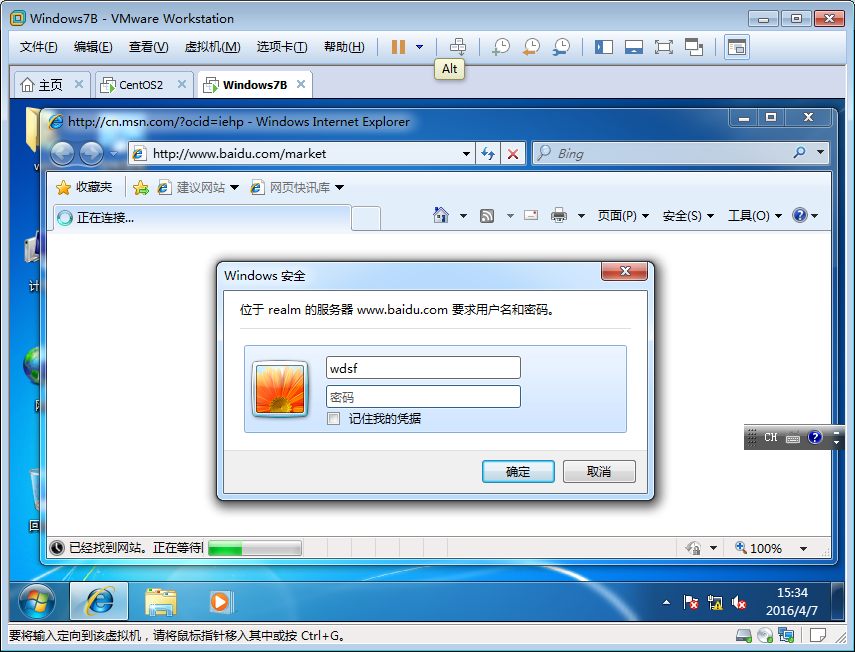 Windows7B - VMware Workstation
文件(F) 编辑(E) 查看(V) 虚拟机(M) 选项卡(T) 帮助(H)
Alt
主页 CentOS2 Windows7B
http://cn.msn.com/?ocid=iehp - Windows Internet Explorer
http://www.baidu.com/market Bing
收藏夹 建议网站 网页快讯库
正在连接... 页面(P) 安全(S) 工具(O)
Windows 安全
位于 realm 的服务器 www.baidu.com 要求用户名和密码。
wdsf
密码
记住我的凭据
CH
确定 取消
已经找到网站。正在等待 100%
15:34
2016/4/7
要将输入定向到该虚拟机，请将鼠标指针移入其中或按 Ctrl+G。